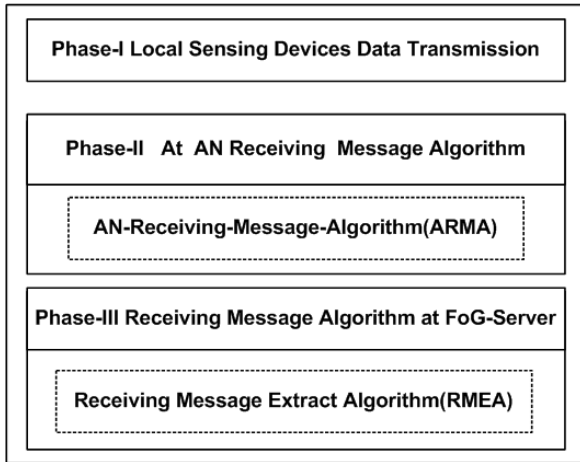 Phase-I Local Sensing Devices Data Transmission
Phase-II At AN Receiving Message Algorithm
AN-Receiving-Message-Algorithm(ARMA)
Phase-III Receiving Message Algorithm at FoG-Server
Receiving Message Extract Algorithm(RMEA)